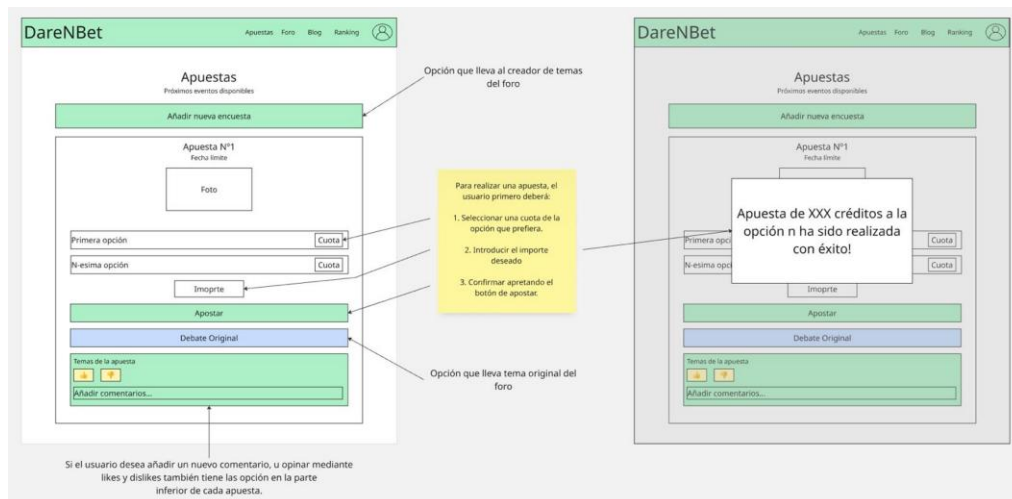 DareNBet
Apuestas Foro Blog Ranking
Apuestas
Próximos eventos disponibles
Añadir nueva encuesta
Apuesta Nº1
Fecha límite
Foto
Primera opción
Cuota
N-esima opción
Cuota
Imoprte
Apostar
Debate Original
Temas de la apuesta
Añadir comentarios...
Si el usuario desea añadir un nuevo comentario, u opinar mediante
likes y dislikes también tiene las opción en la parte
inferior de cada apuesta.
Opción que lleva al creador de temas
del foro
Para realizar una apuesta, el
usuario primero deberá:
1. Seleccionar una cuota de la
opción que prefiera.
2. Introducir el importe
deseado
3. Confirmar apretando el
botón de apostar.
Opción que lleva tema original del
foro
DareNBet
Apuestas Foro Blog Ranking
Apuestas
Próximos eventos disponibles
Añadir nueva encuesta
Apuesta Nº1
Fecha límite
Apuesta de XXX créditos a la
opción n ha sido realizada
con éxito!
Primera opci
Cuota
N-esima opci
Cuota
Imoprte
Apostar
Debate Original
Temas de la apuesta
Añadir comentarios...